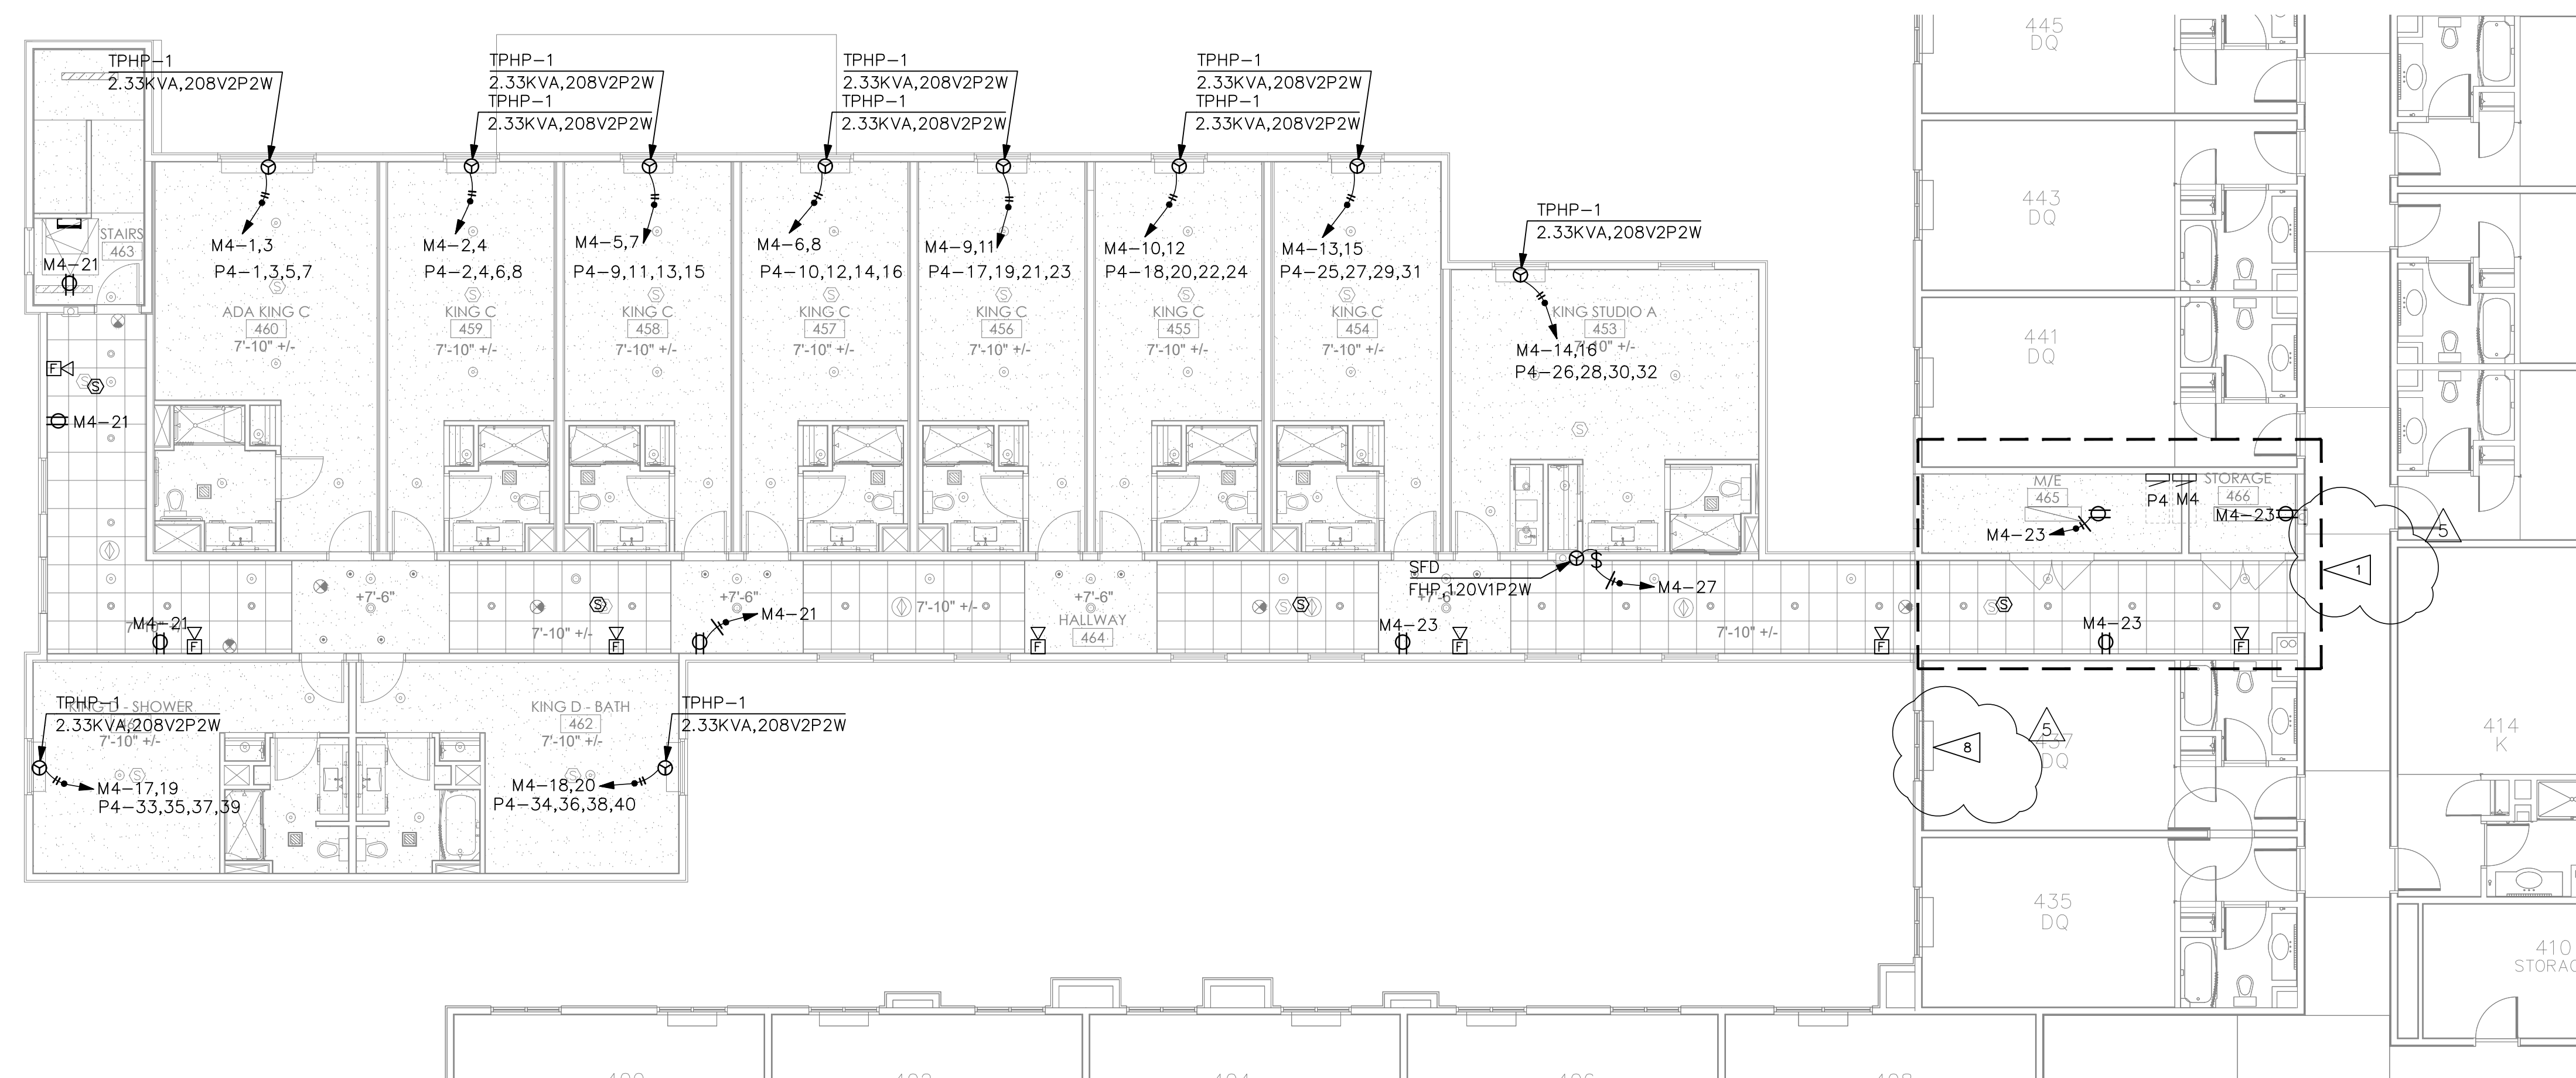 TPHP-1
2.33KVA,208V2P2W
TPHP-1
2.33KVA,208V2P2W
TPHP-1
2.33KVA,208V2P2W
TPHP-1
2.33KVA,208V2P2W
TPHP-1
2.33KVA,208V2P2W
TPHP-1
2.33KVA,208V2P2W
TPHP-1
2.33KVA,208V2P2W
445
DQ
443
DQ
441
DQ
STAIRS
463
M4-21
M4-1,3
P4-1,3,5,7
S
ADA KING C
460
7'-10" +/-
M4-2,4
P4-2,4,6,8
S
KING C
459
7'-10" +/-
M4-5,7
P4-9,11,13,15
S
KING C
458
7'-10" +/-
M4-6,8
P4-10,12,14,16
S
KING C
457
7'-10" +/-
M4-9,11
P4-17,19,21,23
S
KING C
456
7'-10" +/-
M4-10,12
P4-18,20,22,24
S
KING C
455
7'-10" +/-
M4-13,15
P4-25,27,29,31
S
KING C
454
7'-10" +/-
TPHP-1
2.33KVA,208V2P2W
KING STUDIO A
453
7'-10" +/-
M4-14,16
P4-26,28,30,32
S
F
S
S
M4-21
M/E
465
P4
M4
STORAGE
466
M4-23
M4-23
5
1
SFD
FHP,120V1P2W
$
M4-27
+7'-6"
+7'-6"
+7'-6"
+7'-6"
S
S
S
S
S
S
M4-21
7'-10" +/-
F
7'-10" +/-
F
M4-21
7'-10" +/-
HALLWAY
464
F
M4-23
F
7'-10" +/-
F
M4-23
F
TPHP-1
2.33KVA,208V2P2W
KING D - SHOWER
7'-10" +/-
S
M4-17,19
P4-33,35,37,39
KING D - BATH
462
7'-10" +/-
S
TPHP-1
2.33KVA,208V2P2W
M4-18,20
P4-34,36,38,40
8
5
437
DQ
414
K
435
DQ
410